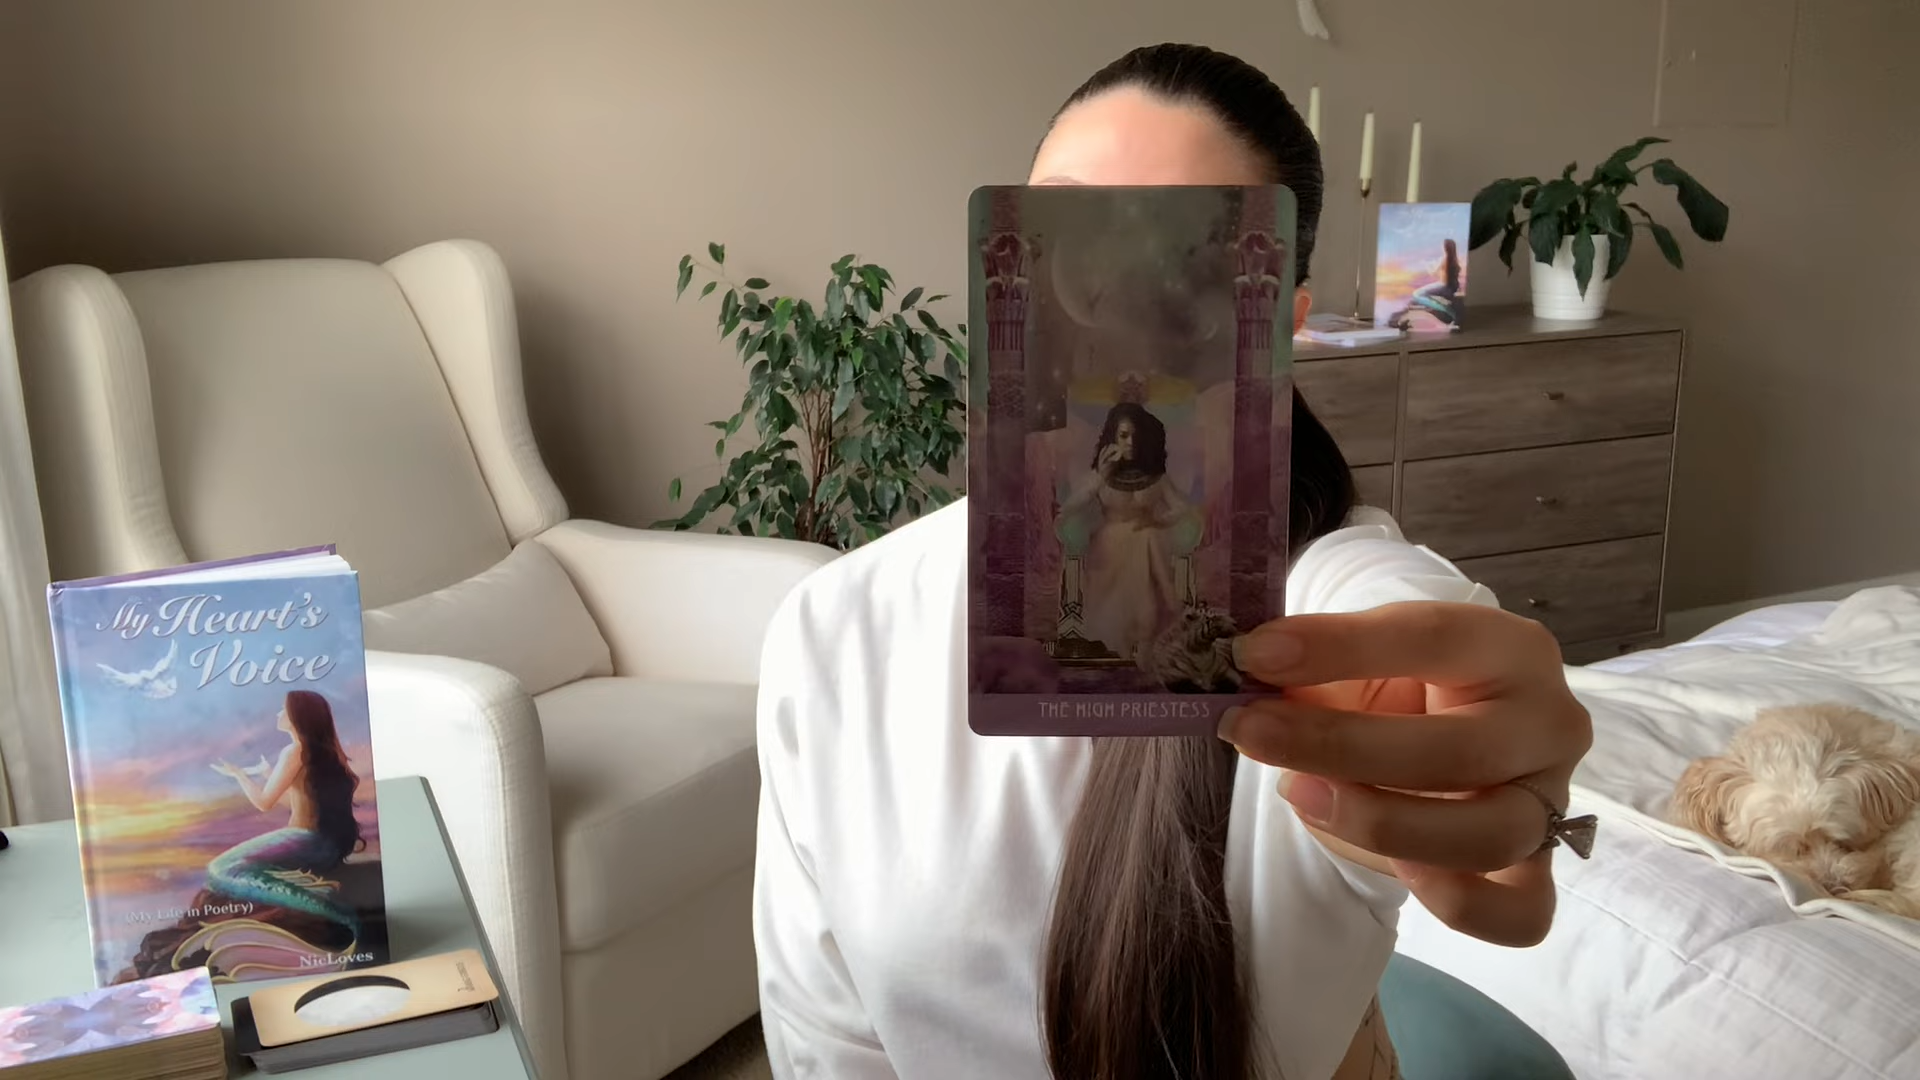 My Heart's
Voice
(My Life in Poetry)
NicLoves
THE HIGH PRIESTESS